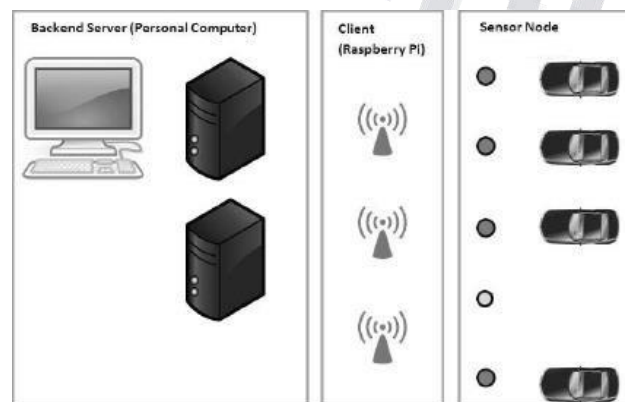 Backend Server (Personal Computer)
Client
(Raspberry Pi)
Sensor Node